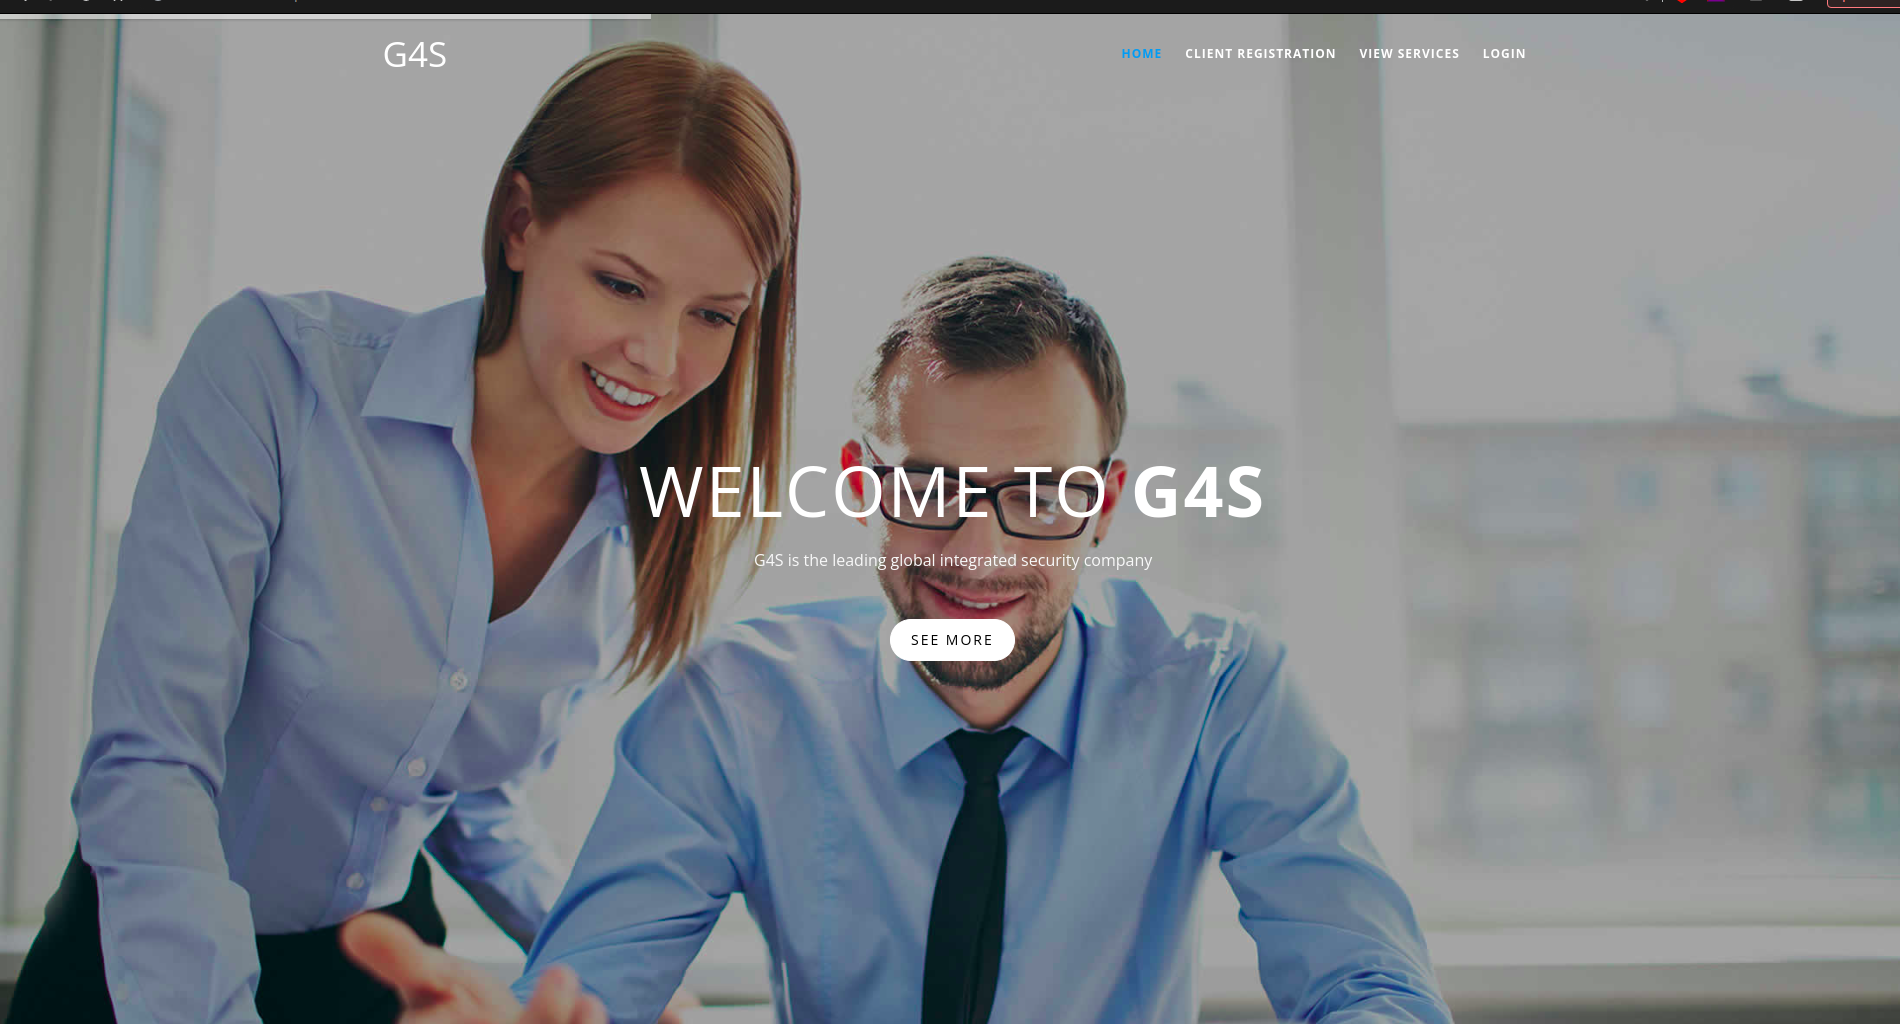 G4S
HOME CLIENT REGISTRATION VIEW SERVICES LOGIN
WELCOME TO G4S
G4S is the leading global integrated security company
SEE MORE